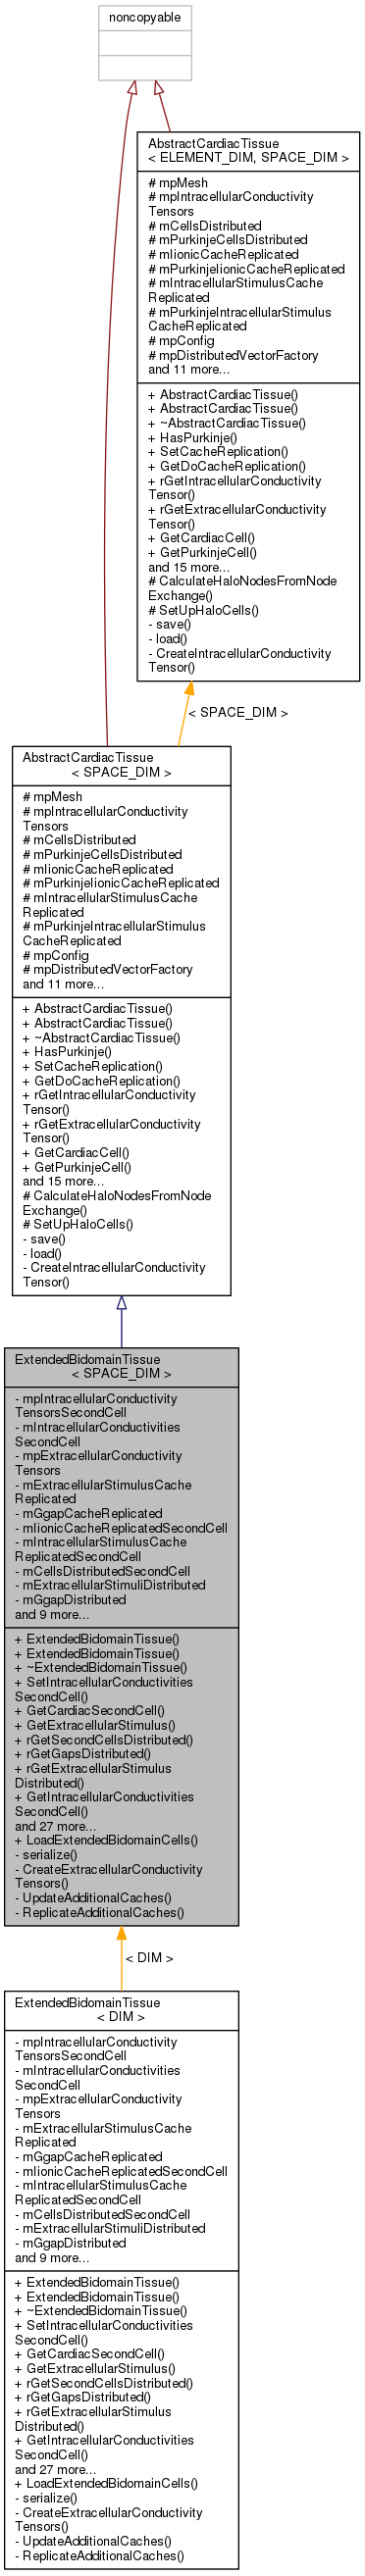 noncopyable
AbstractCardiacTissue
< ELEMENT_DIM, SPACE_DIM >
# mpMesh
# mpIntracellularConductivity
Tensors
# mCellsDistributed
# mPurkinjeCellsDistributed
# mIionicCacheReplicated
# mPurkinjeIionicCacheReplicated
# mIntracellularStimulusCache
Replicated
# mPurkinjeIntracellularStimulus
CacheReplicated
# mpConfig
# mpDistributedVectorFactory
and 11 more...
+ AbstractCardiacTissue()
+ AbstractCardiacTissue()
+ ~AbstractCardiacTissue()
+ HasPurkinje()
+ SetCacheReplication()
+ GetDoCacheReplication()
+ rGetIntracellularConductivity
Tensor()
+ rGetExtracellularConductivity
Tensor()
+ GetCardiacCell()
+ GetPurkinjeCell()
and 15 more...
# CalculateHaloNodesFromNode
Exchange()
# SetUpHaloCells()
- save()
- load()
- CreateIntracellularConductivity
Tensor()
< SPACE_DIM >
AbstractCardiacTissue
< SPACE_DIM >
# mpMesh
# mpIntracellularConductivity
Tensors
# mCellsDistributed
# mPurkinjeCellsDistributed
# mIionicCacheReplicated
# mPurkinjeIionicCacheReplicated
# mIntracellularStimulusCache
Replicated
# mPurkinjeIntracellularStimulus
CacheReplicated
# mpConfig
# mpDistributedVectorFactory
and 11 more...
+ AbstractCardiacTissue()
+ AbstractCardiacTissue()
+ ~AbstractCardiacTissue()
+ HasPurkinje()
+ SetCacheReplication()
+ GetDoCacheReplication()
+ rGetIntracellularConductivity
Tensor()
+ rGetExtracellularConductivity
Tensor()
+ GetCardiacCell()
+ GetPurkinjeCell()
and 15 more...
# CalculateHaloNodesFromNode
Exchange()
# SetUpHaloCells()
- save()
- load()
- CreateIntracellularConductivity
Tensor()
ExtendedBidomainTissue
< SPACE_DIM >
- mpIntracellularConductivity
TensorsSecondCell
- mIntracellularConductivities
SecondCell
- mpExtracellularConductivity
Tensors
- mExtracellularStimulusCache
Replicated
- mGgapCacheReplicated
- mIionicCacheReplicatedSecondCell
- mIntracellularStimulusCache
ReplicatedSecondCell
- mCellsDistributedSecondCell
- mExtracellularStimuliDistributed
- mGgapDistributed
and 9 more...
+ ExtendedBidomainTissue()
+ ExtendedBidomainTissue()
+ ~ExtendedBidomainTissue()
+ SetIntracellularConductivities
SecondCell()
+ GetCardiacSecondCell()
+ GetExtracellularStimulus()
+ rGetSecondCellsDistributed()
+ rGetGapsDistributed()
+ rGetExtracellularStimulus
Distributed()
+ GetIntracellularConductivities
SecondCell()
and 27 more...
+ LoadExtendedBidomainCells()
- serialize()
- CreateExtracellularConductivity
Tensors()
- UpdateAdditionalCaches()
- ReplicateAdditionalCaches()
< DIM >
ExtendedBidomainTissue
< DIM >
- mpIntracellularConductivity
TensorsSecondCell
- mIntracellularConductivities
SecondCell
- mpExtracellularConductivity
Tensors
- mExtracellularStimulusCache
Replicated
- mGgapCacheReplicated
- mIionicCacheReplicatedSecondCell
- mIntracellularStimulusCache
ReplicatedSecondCell
- mCellsDistributedSecondCell
- mExtracellularStimuliDistributed
- mGgapDistributed
and 9 more...
+ ExtendedBidomainTissue()
+ ExtendedBidomainTissue()
+ ~ExtendedBidomainTissue()
+ SetIntracellularConductivities
SecondCell()
+ GetCardiacSecondCell()
+ GetExtracellularStimulus()
+ rGetSecondCellsDistributed()
+ rGetGapsDistributed()
+ rGetExtracellularStimulus
Distributed()
+ GetIntracellularConductivities
SecondCell()
and 27 more...
+ LoadExtendedBidomainCells()
- serialize()
- CreateExtracellularConductivity
Tensors()
- UpdateAdditionalCaches()
- ReplicateAdditionalCaches()